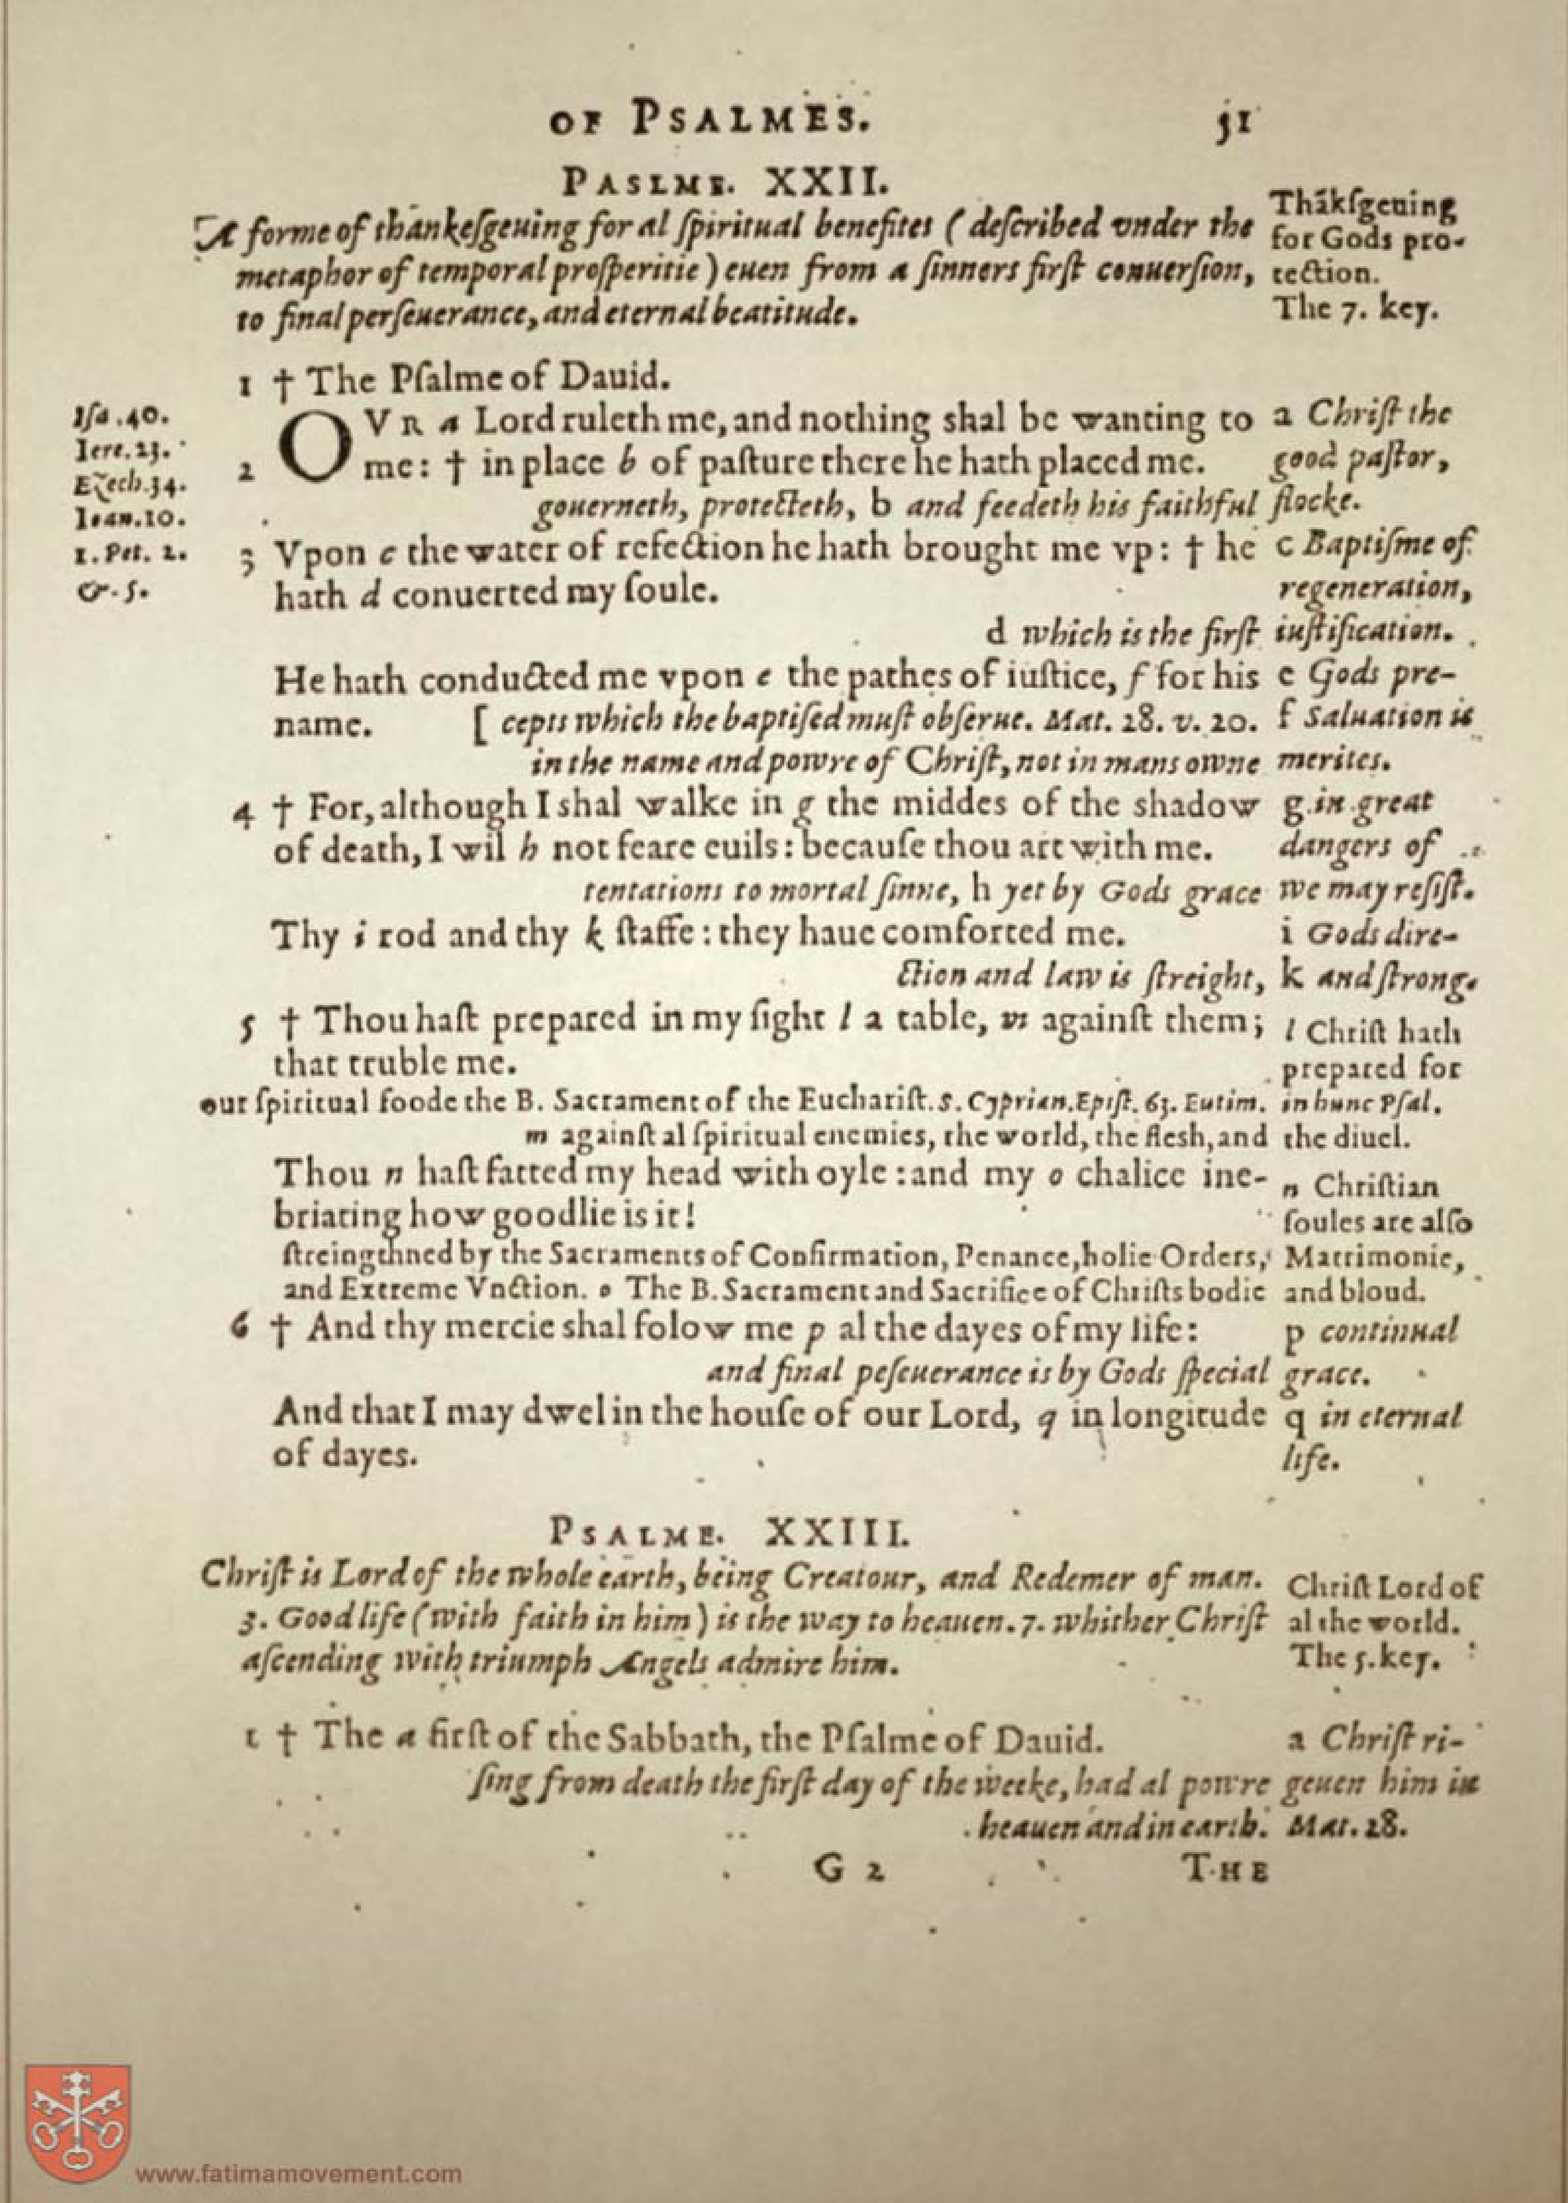 OF PSALMES. 51
PASLME. XXII.
A forme of thankeſgeuing for al ſpiritual benefites ( deſcribed vnder the
metaphor of temporal proſperitie ) euen from a ſinners firſt conuerſion,
to final perſeuerance, and eternal beatitude.
Thãkſgeuing
for Gods pro-
tection.
The 7. key.
1 † The Pſalme of Dauid.
Iſa .40.
Iere. 23.
Ezech. 34.
Ioan. 10.
1. Pet. 2.
& . 5.
OVR a Lord ruleth me, and nothing shal be wanting to a Chriſt the
2 me: † in place b of paſture there he hath placed me. good paſtor,
gouerneth, protecteth, b and feedeth his faithful flocke.
3 Vpon c the water of refection he hath brought me vp: † he c Baptiſme of
hath d conuerted my ſoule. regeneration,
d which is the firſt iuſtification.
He hath conducted me vpon e the pathes of iuſtice, f for his e Gods pre-
name. [ cepts which the baptiſed muſt obſerue. Mat. 28. v. 20. f Saluation is
in the name and powre of Chriſt, not in mans owne merites.
4 † For, although I shal walke in g the middes of the shadow g in great
of death, I wil h not feare euils: becauſe thou art with me. dangers of
tentations to mortal ſinne, h yet by Gods grace we may reſiſt.
Thy i rod and thy k ſtaffe: they haue comforted me. i Gods dire-
ction and law is ſtreight, k and ſtrong.
5 † Thou haſt prepared in my ſight l a table, m againſt them; l Chriſt hath
that truble me. prepared for
our ſpiritual foode the B. Sacrament of the Euchariſt. S. Cyprian. Epiſt. 63. Eutim. in hunc Pſal.
m againſt al ſpiritual enemies, the world, the flesh, and the diuel.
Thou n haſt fatted my head with oyle: and my o chalice ine- n Chriſtian
briating how goodlie is it! ſoules are alſo
ſtreingthned by the Sacraments of Confirmation, Penance, holie Orders, Matrimonie,
and Extreme Vnction. o The B. Sacrament and Sacrifice of Chriſts bodie and bloud.
6 † And thy mercie shal folow me p al the dayes of my life: p continual
and final peſeuerance is by Gods ſpecial grace.
And that I may dwel in the houſe of our Lord, q in longitude q in eternal
of dayes. life.
PSALME. XXIII.
Chriſt is Lord of the whole earth, being Creatour, and Redemer of man.
3. Good life (with faith in him ) is the way to heauen. 7. whither Chriſt
aſcending with triumph Angels admire him.
Chriſt Lord of
al the world.
The 5. key.
1 † The a firſt of the Sabbath, the Pſalme of Dauid. a Chriſt ri-
ſing from death the firſt day of the weeke, had al powre geuen him in
heauen and in earth. Mat. 28.
G 2 THE
www.fatimamovement.com